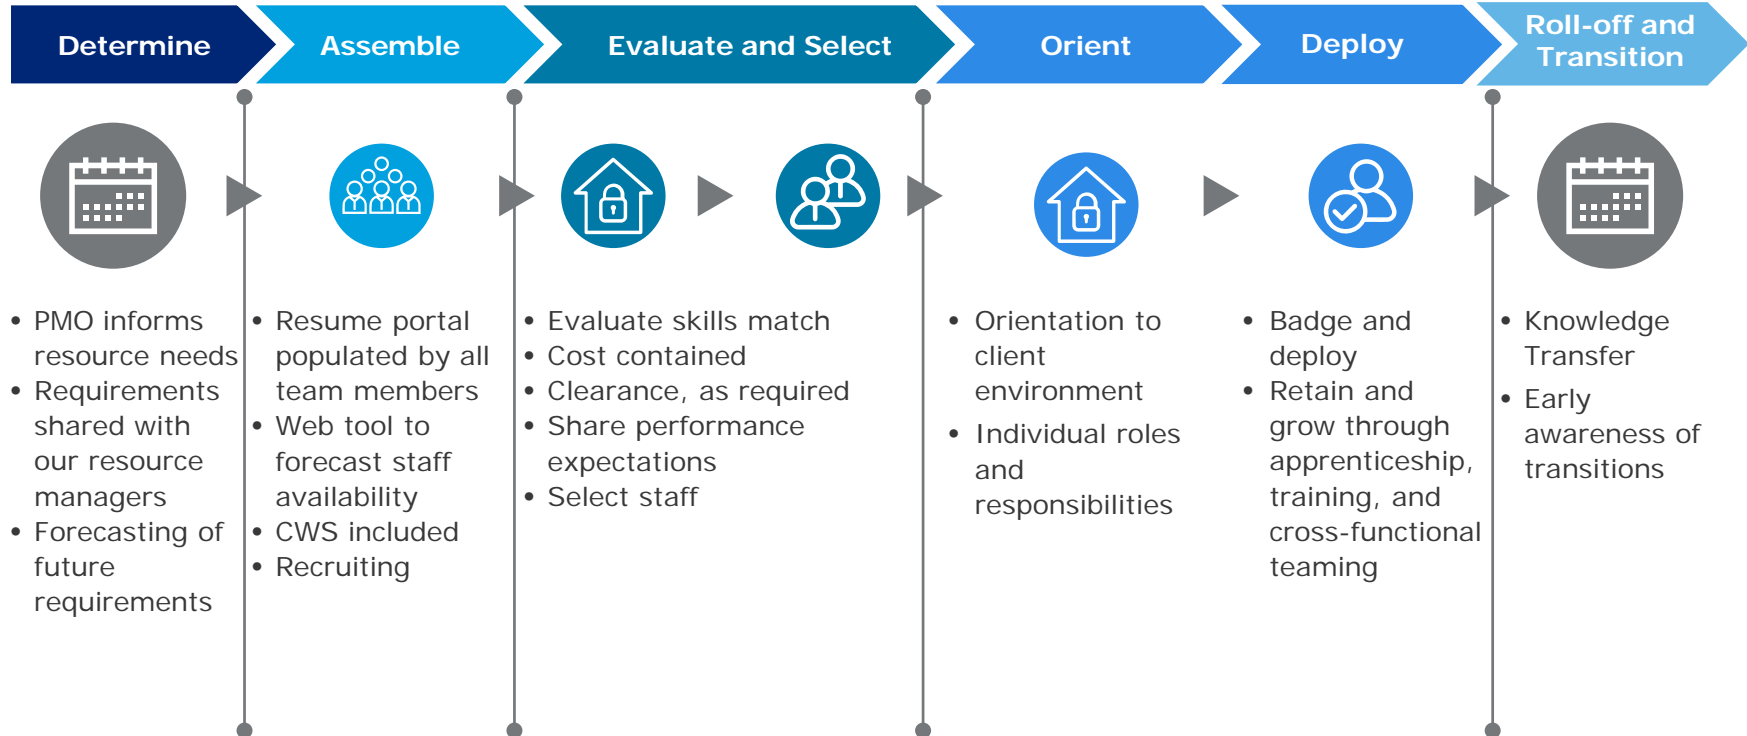 Determine
Assemble
Evaluate and Select
Orient
Deploy
Roll-off and
Transition
• PMO informs
resource needs
• Requirements
shared with
our resource
managers
• Forecasting of
future
requirements
• Resume portal
populated by all
team members
• Web tool to
forecast staff
availability
• CWS included
• Recruiting
• Evaluate skills match
• Cost contained
• Clearance, as required
• Share performance
expectations
• Select staff
• Orientation to
client
environment
• Individual roles
and
responsibilities
• Badge and
deploy
• Retain and
grow through
apprenticeship,
training, and
cross-functional
teaming
• Knowledge
Transfer
• Early
awareness of
transitions